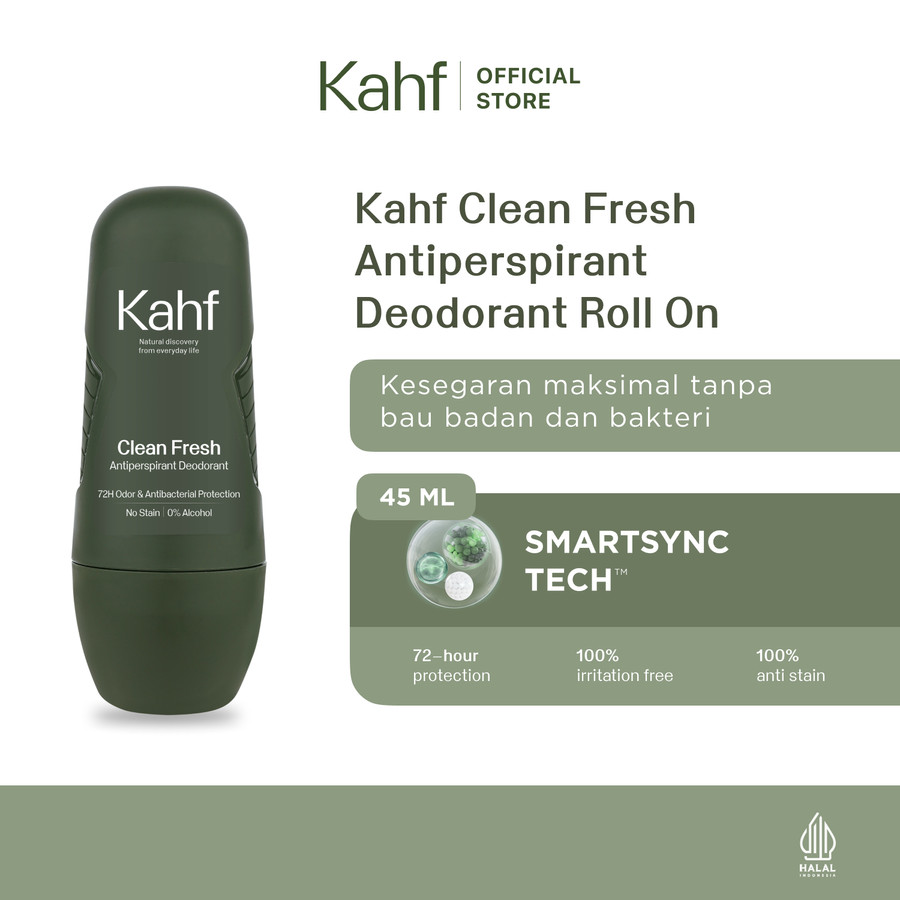 Kahf
OFFICIAL
STORE
Kahf Clean Fresh
Antiperspirant
Deodorant Roll On
Kesegaran maksimal tanpa
bau badan dan bakteri
45 ML
SMARTSYNC
TECH™
72–hour
protection
100%
irritation free
100%
anti stain
Kahf
Natural discovery
from everyday life
Clean Fresh
Antiperspirant Deodorant
72H Odor & Antibacterial Protection
No Stain | 0% Alcohol
HALAL
INDONESIA